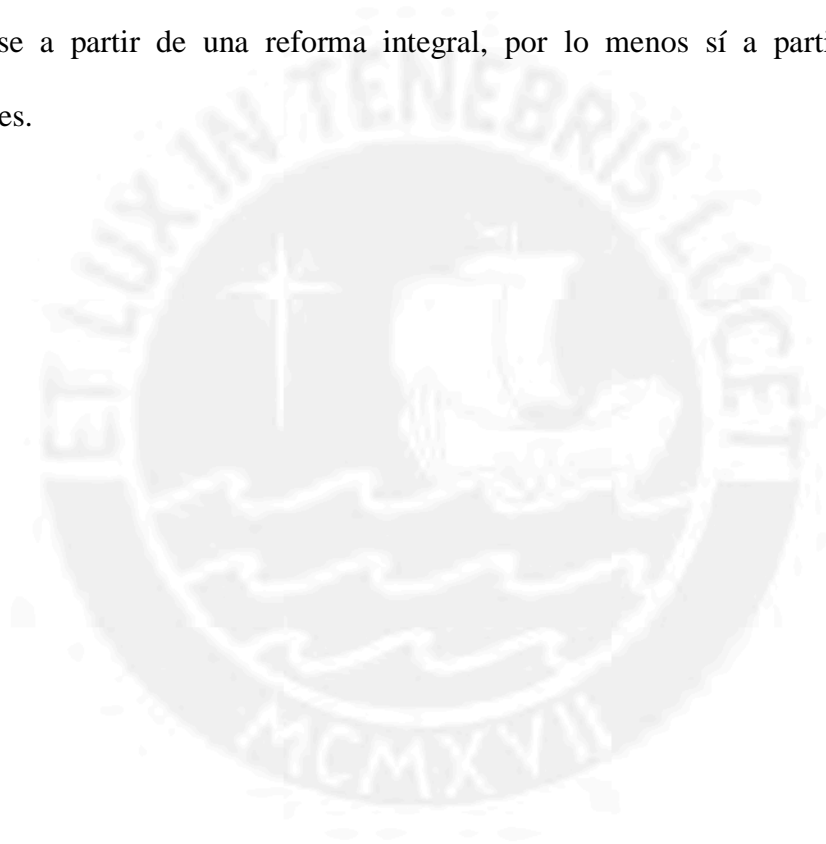 se a partir de una reforma integral, por lo menos sí a parti
es.
ET LUX IN TENEBRIS LUCET
MCMXVII